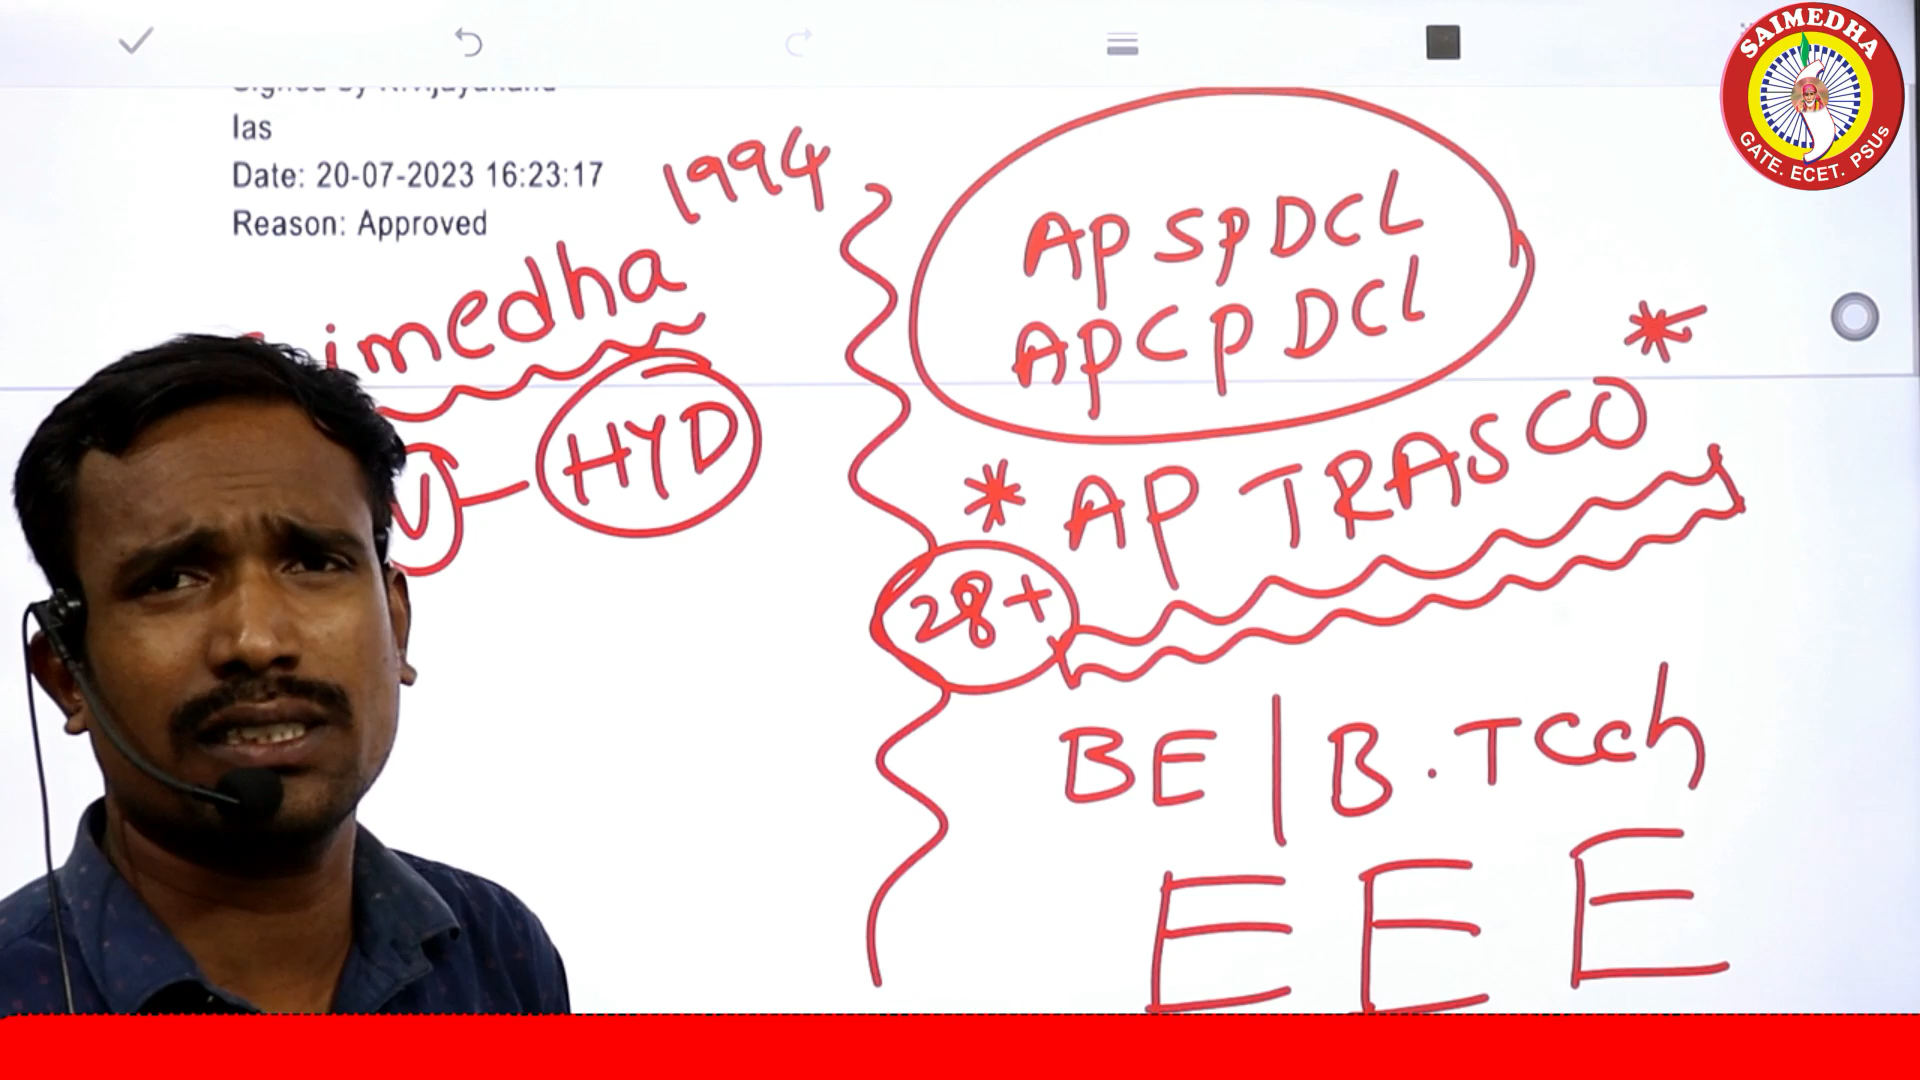 Ias
Date: 20-07-2023 16:23:17
Reason: Approved
1994
imedha
V
HYD
APSPDCL
APCPDCL
* AP TRASCO *
28+
BE | B.Tech
EEE
SAIMEDHA
GATE. ECET. PSUs